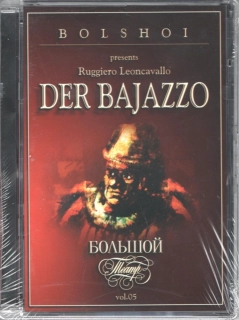 BOLSHOI
presents
Ruggiero Leoncavallo
DER BAJAZZO
БОЛЬШОЙ
Театр
vol.05